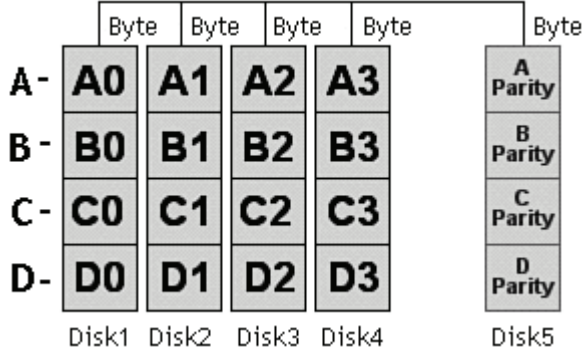 Byte Byte Byte Byte Byte
A- A0 A1 A2 A3 A Parity
B- B0 B1 B2 B3 B Parity
C- C0 C1 C2 C3 C Parity
D- D0 D1 D2 D3 D Parity
Disk1 Disk2 Disk3 Disk4 Disk5